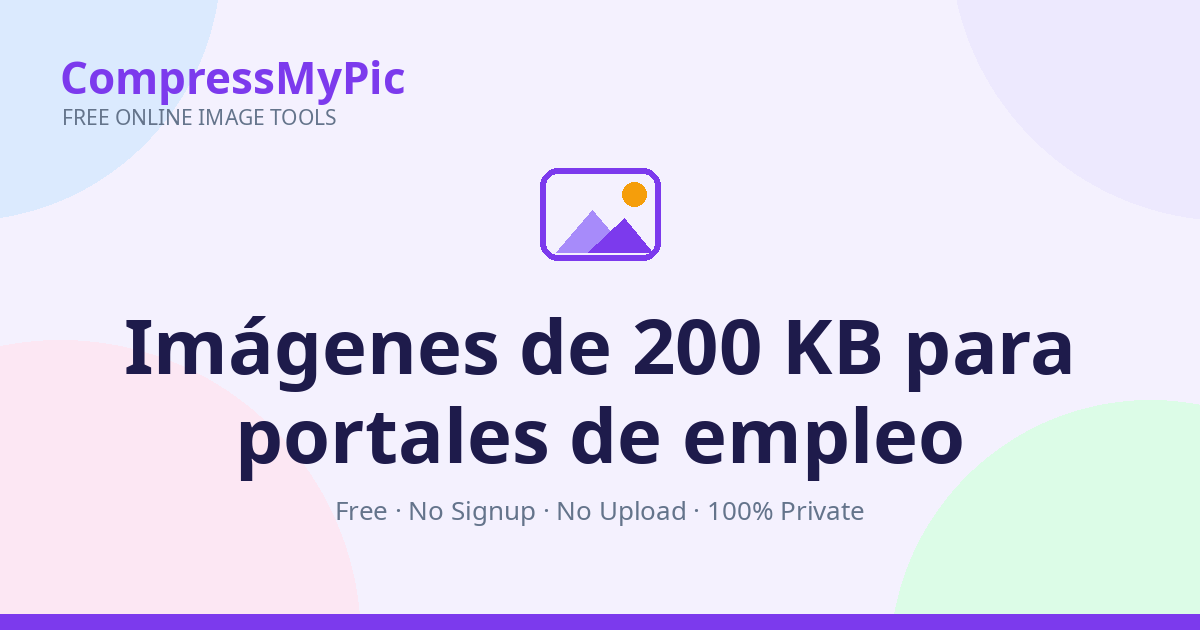 CompressMyPic
FREE ONLINE IMAGE TOOLS
Imágenes de 200 KB para
portales de empleo
Free · No Signup · No Upload · 100% Private